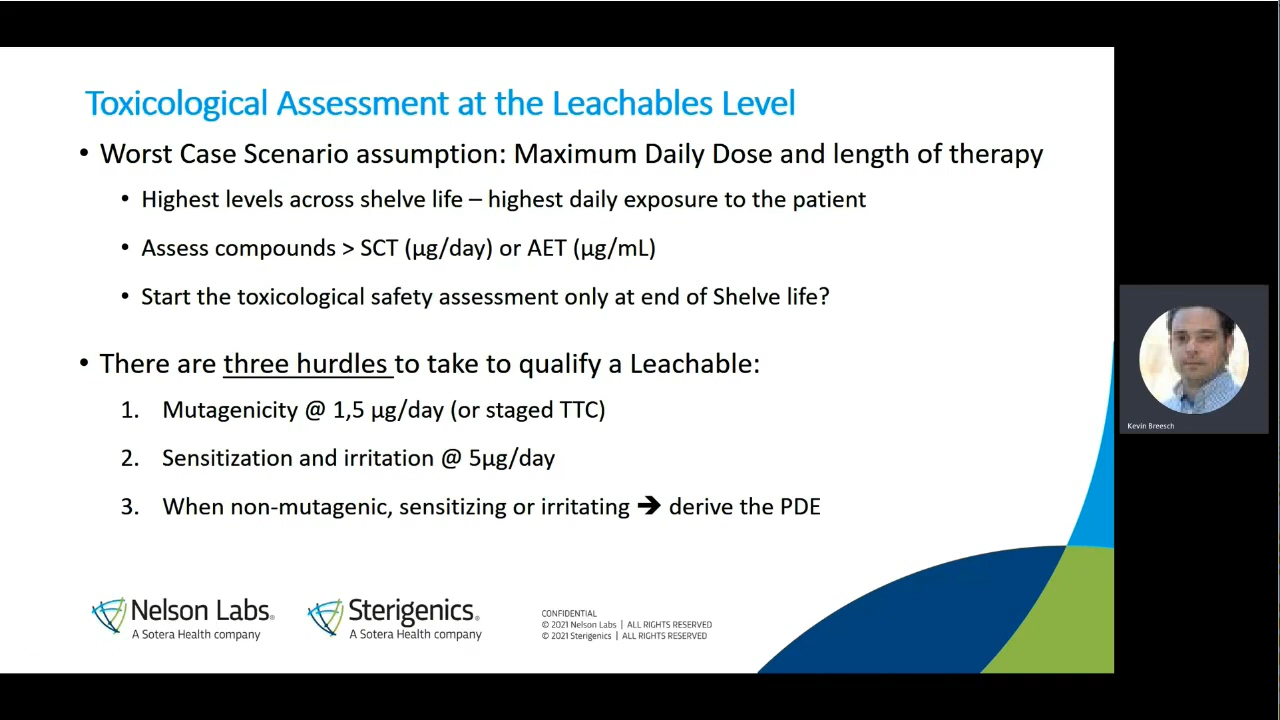 Toxicological Assessment at the Leachables Level
• Worst Case Scenario assumption: Maximum Daily Dose and length of therapy
• Highest levels across shelve life – highest daily exposure to the patient
• Assess compounds > SCT (µg/day) or AET (µg/mL)
• Start the toxicological safety assessment only at end of Shelve life?
• There are three hurdles to take to qualify a Leachable:
1. Mutagenicity @ 1,5 µg/day (or staged TTC)
2. Sensitization and irritation @ 5µg/day
3. When non-mutagenic, sensitizing or irritating ➔ derive the PDE
Kevin Breesch
Nelson Labs®
A Sotera Health company
Sterigenics®
A Sotera Health company
CONFIDENTIAL
© 2021 Nelson Labs | ALL RIGHTS RESERVED
© 2021 Sterigenics | ALL RIGHTS RESERVED